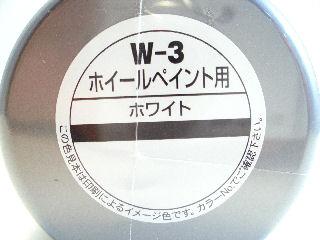 W-3
ホイールペイント用
ホワイト
この色見本は印刷によるイメージ色です。カラーNo.でご確認下さい。